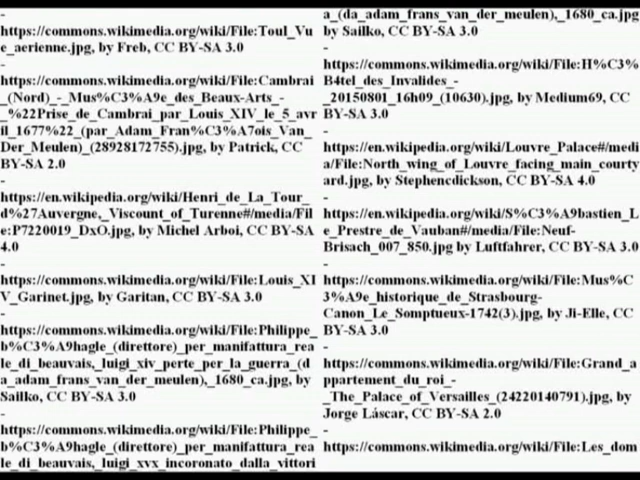 -
https://commons.wikimedia.org/wiki/File:Toul_Vu
e_aerienne.jpg, by Freb, CC BY-SA 3.0
-
https://commons.wikimedia.org/wiki/File:Cambrai
_(Nord)_-_Mus%C3%A9e_des_Beaux-Arts_-
_%22Prise_de_Cambrai_par_Louis_XIV_le_5_avr
il_1677%22_(par_Adam_Fran%C3%A7ois_Van_
Der_Meulen)_(28928172755).jpg, by Patrick, CC
BY-SA 2.0
-
https://en.wikipedia.org/wiki/Henri_de_La_Tour_
d%27Auvergne,_Viscount_of_Turenne#/media/Fil
e:P7220019_DxO.jpg, by Michel Arboi, CC BY-SA
4.0
-
https://commons.wikimedia.org/wiki/File:Louis_XI
V_Garinet.jpg, by Garitan, CC BY-SA 3.0
-
https://commons.wikimedia.org/wiki/File:Philippe_
b%C3%A9hagle_(direttore)_per_manifattura_rea
le_di_beauvais,_luigi_xiv_perte_per_la_guerra_(d
a_adam_frans_van_der_meulen),_1680_ca.jpg, by
Sailko, CC BY-SA 3.0
-
https://commons.wikimedia.org/wiki/File:Philippe_
b%C3%A9hagle_(direttore)_per_manifattura_rea
le_di_beauvais,_luigi_xvx_incoronato_dalla_vittori
a_(da_adam_frans_van_der_meulen),_1680_ca.jpg
by Sailko, CC BY-SA 3.0
-
https://commons.wikimedia.org/wiki/File:H%C3%
B4tel_des_Invalides_-
_20150801_16h09_(10630).jpg, by Medium69, CC
BY-SA 3.0
-
https://en.wikipedia.org/wiki/Louvre_Palace#/medi
a/File:North_wing_of_Louvre_facing_main_courty
ard.jpg, by Stephencdickson, CC BY-SA 4.0
-
https://en.wikipedia.org/wiki/S%C3%A9bastien_L
e_Prestre_de_Vauban#/media/File:Neuf-
Brisach_007_850.jpg by Luftfahrer, CC BY-SA 3.0
-
https://commons.wikimedia.org/wiki/File:Mus%C
3%A9e_historique_de_Strasbourg-
Canon_Le_Somptueux-1742(3).jpg, by Ji-Elle, CC
BY-SA 3.0
-
https://commons.wikimedia.org/wiki/File:Grand_a
ppartement_du_roi_-
_The_Palace_of_Versailles_(24220140791).jpg, by
Jorge Láscar, CC BY-SA 2.0
-
https://commons.wikimedia.org/wiki/File:Les_dom